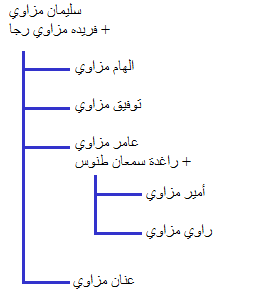 سليمان مزاوي
+ فريده مزاوي رجا
الهام مزاوي
توفيق مزاوي
عامر مزاوي
+ راغدة سمعان طنوس
أمير مزاوي
راوي مزاوي
عنان مزاوي